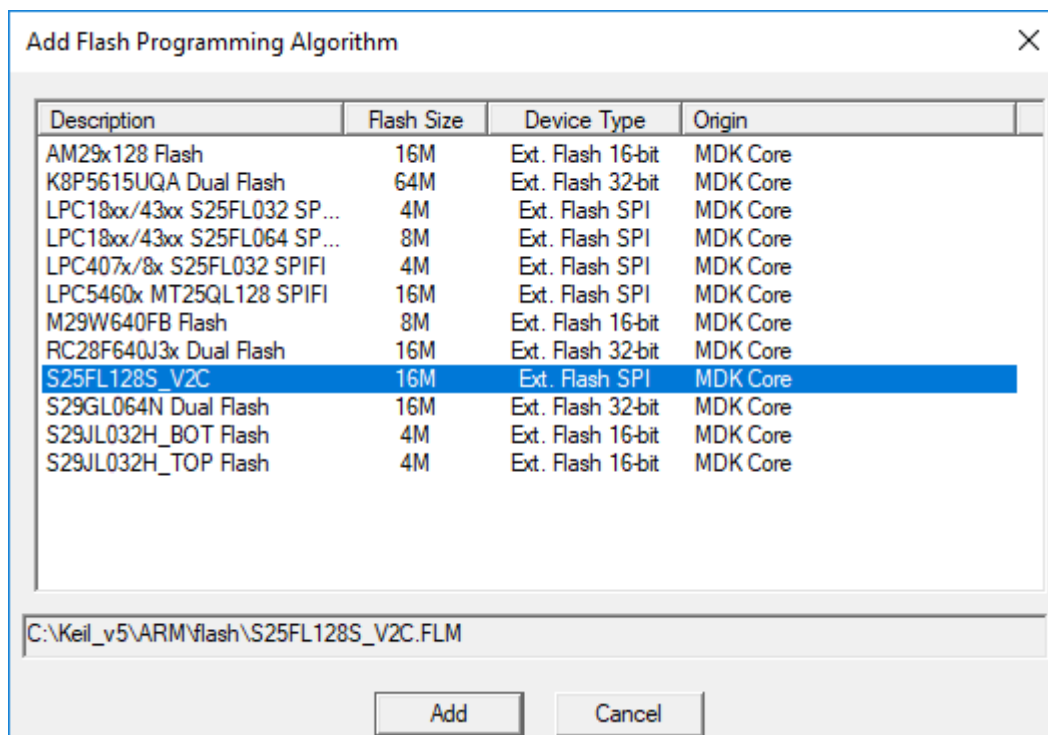 Add Flash Programming Algorithm
Description Flash Size Device Type Origin
AM29x128 Flash 16M Ext. Flash 16-bit MDK Core
K8P5615UQA Dual Flash 64M Ext. Flash 32-bit MDK Core
LPC18xx/43xx S25FL032 SP... 4M Ext. Flash SPI MDK Core
LPC18xx/43xx S25FL064 SP... 8M Ext. Flash SPI MDK Core
LPC407x/8x S25FL032 SPIFI 4M Ext. Flash SPI MDK Core
LPC5460x MT25QL128 SPIFI 16M Ext. Flash SPI MDK Core
M29W640FB Flash 8M Ext. Flash 16-bit MDK Core
RC28F640J3x Dual Flash 16M Ext. Flash 32-bit MDK Core
S25FL128S_V2C 16M Ext. Flash SPI MDK Core
S29GL064N Dual Flash 16M Ext. Flash 32-bit MDK Core
S29JL032H_BOT Flash 4M Ext. Flash 16-bit MDK Core
S29JL032H_TOP Flash 4M Ext. Flash 16-bit MDK Core
C:\Keil_v5\ARM\flash\S25FL128S_V2C.FLM
Add Cancel